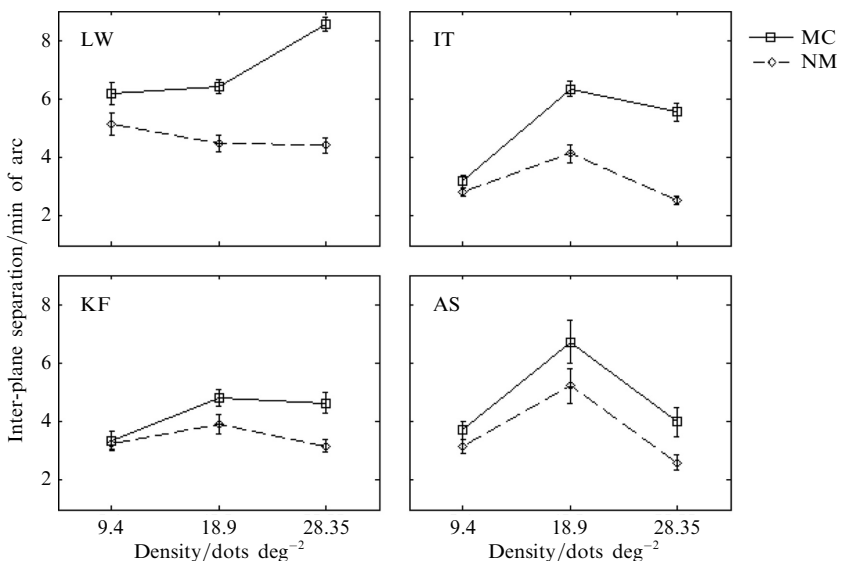 LW
IT
MC
NM
8
6
4
2
KF
AS
8
6
4
2
Inter-plane separation/min of arc
9.4 18.9 28.35
9.4 18.9 28.35
Density/dots deg⁻²
Density/dots deg⁻²